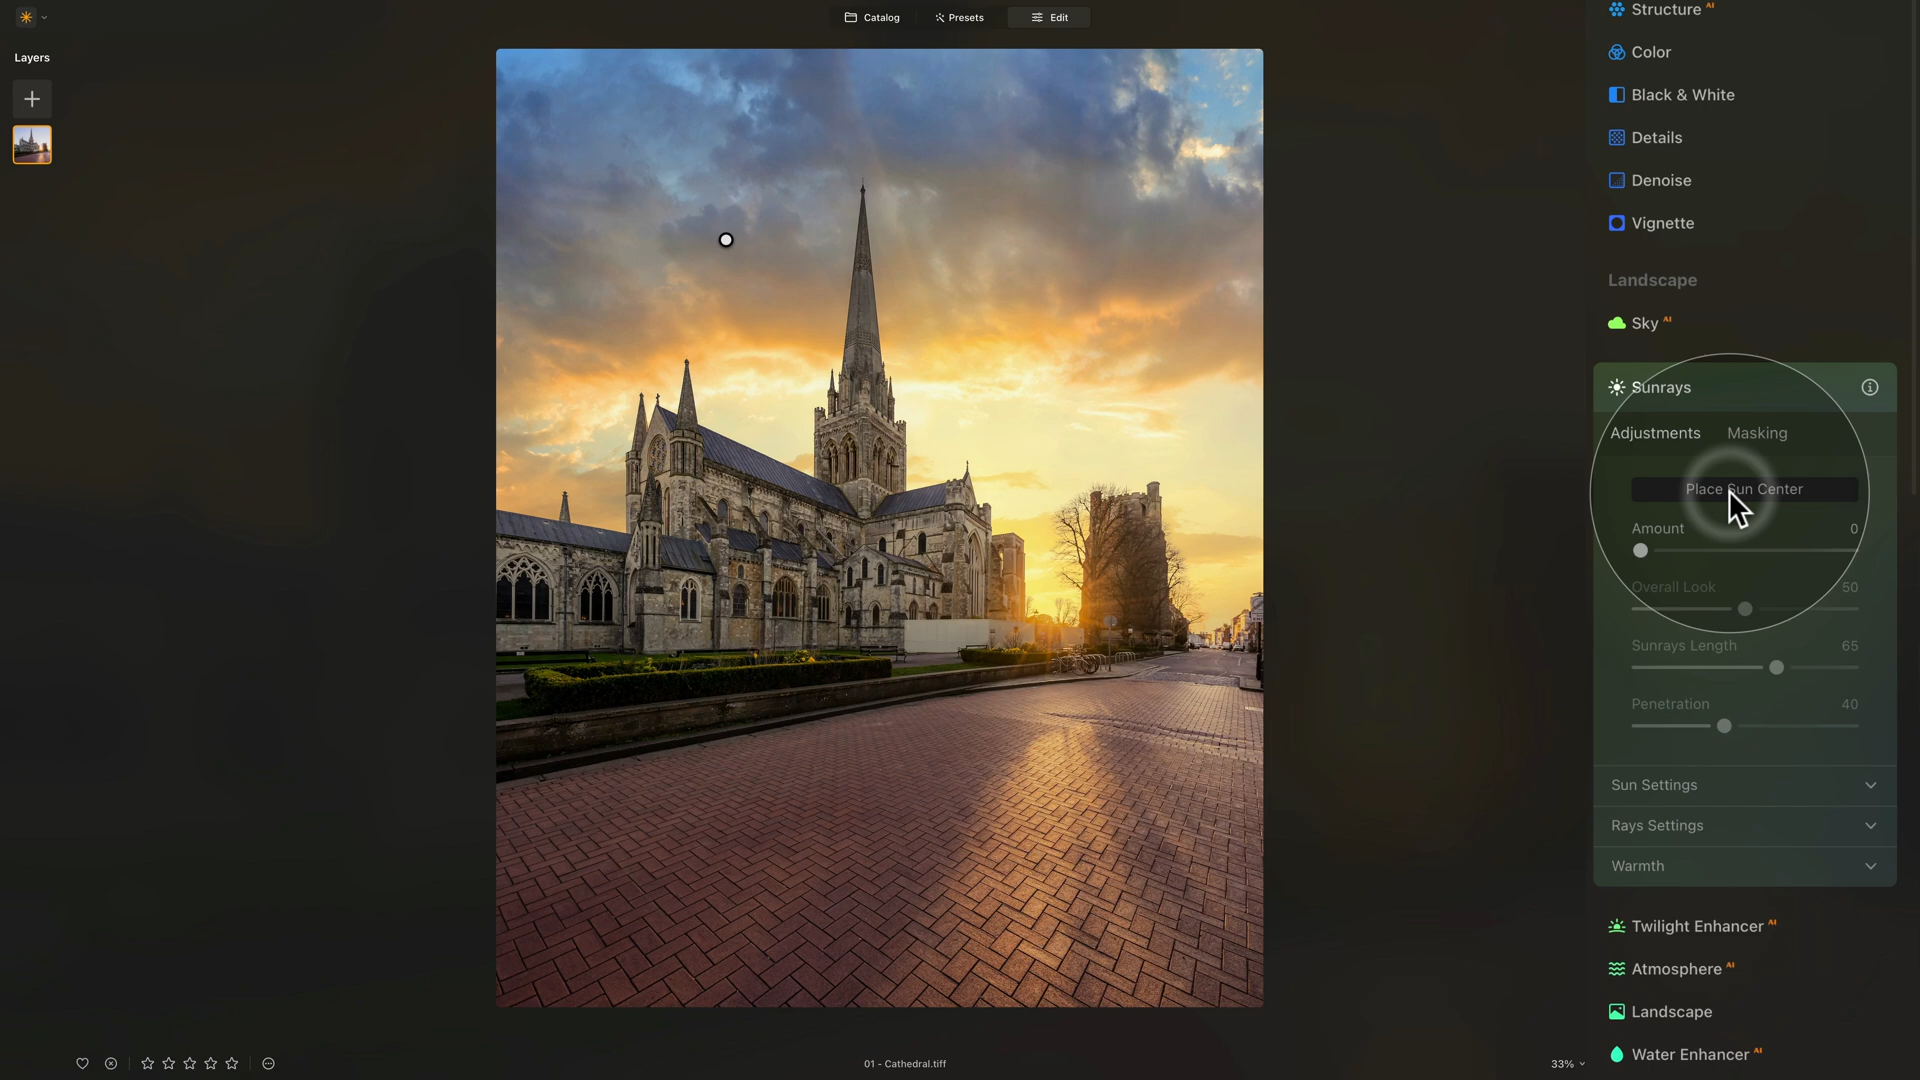 Catalog
Presets
Edit
Layers
Structure AI
Color
Black & White
Details
Denoise
Vignette
Landscape
Sky AI
Sunrays
Adjustments
Masking
Place Sun Center
Amount 0
Overall Look 50
Sunrays Length 65
Penetration 40
Sun Settings
Rays Settings
Warmth
Twilight Enhancer AI
Atmosphere AI
Landscape
Water Enhancer AI
01 - Cathedral.tiff
33%